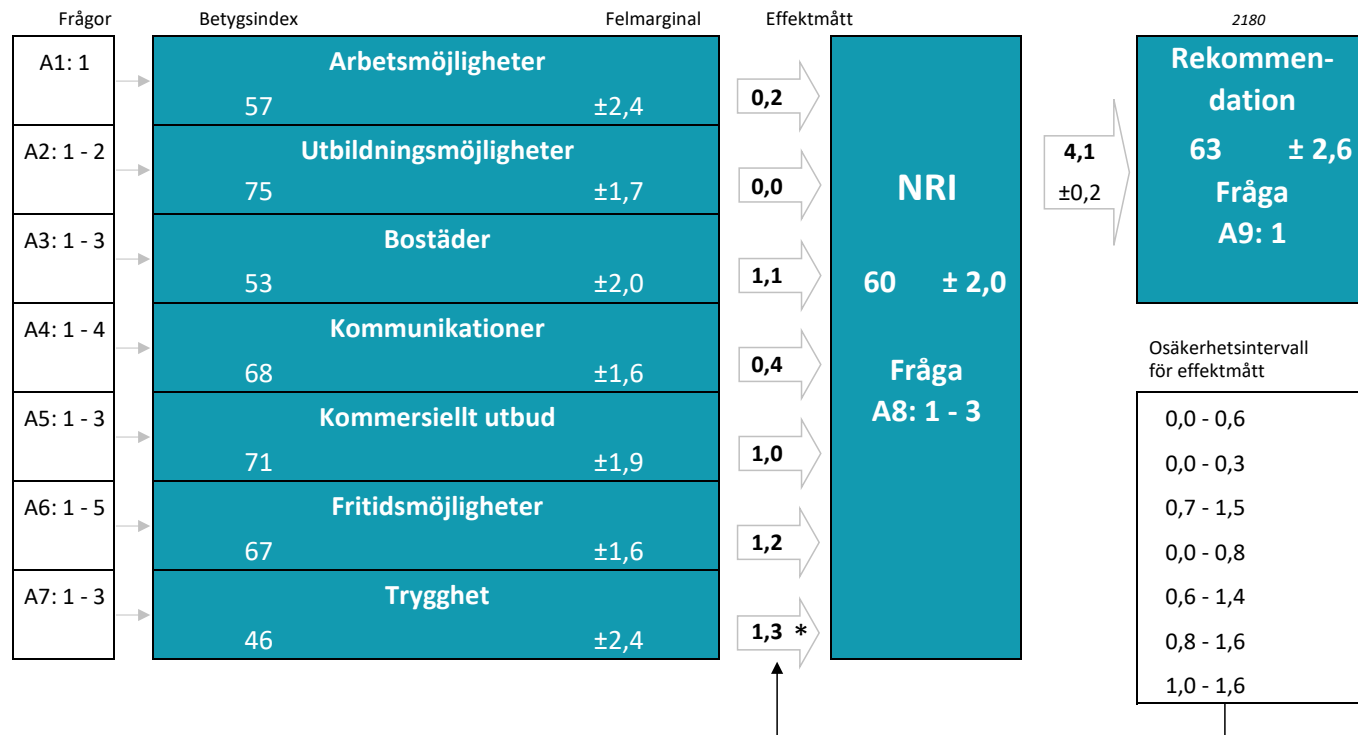 Frågor Betygsindex Felmarginal Effektmått 2180
A1: 1
Arbetsmöjligheter
57 ±2,4
0,2
A2: 1 - 2
Utbildningsmöjligheter
75 ±1,7
0,0
A3: 1 - 3
Bostäder
53 ±2,0
1,1
A4: 1 - 4
Kommunikationer
68 ±1,6
0,4
A5: 1 - 3
Kommersiellt utbud
71 ±1,9
1,0
A6: 1 - 5
Fritidsmöjligheter
67 ±1,6
1,2
A7: 1 - 3
Trygghet
46 ±2,4
1,3 *
NRI
60 ± 2,0
Fråga
A8: 1 - 3
4,1
±0,2
Rekommen-
dation
63 ± 2,6
Fråga
A9: 1
Osäkerhetsintervall
för effektmått
0,0 - 0,6
0,0 - 0,3
0,7 - 1,5
0,0 - 0,8
0,6 - 1,4
0,8 - 1,6
1,0 - 1,6